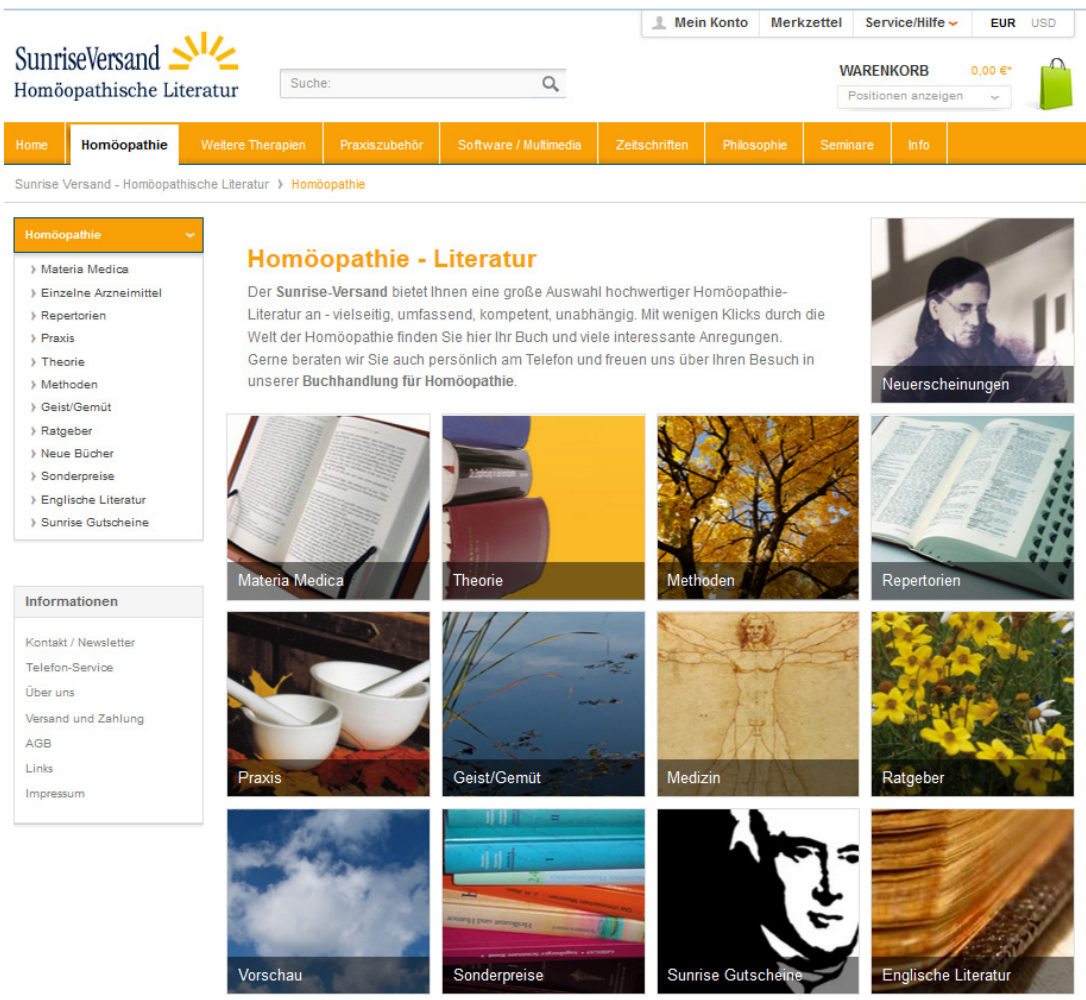 Mein Konto Merkzettel Service/Hilfe EUR USD
SunriseVersand
Homöopathische Literatur
Suche:
WARENKORB 0,00 €*
Positionen anzeigen
Home Homöopathie Weitere Therapien Praxiszubehör Software / Multimedia Zeitschriften Philosophie Seminare Info
Sunrise Versand - Homöopathische Literatur Homöopathie
Homöopathie
Materia Medica
Einzelne Arzneimittel
Repertorien
Praxis
Theorie
Methoden
Geist/Gemüt
Ratgeber
Neue Bücher
Sonderpreise
Englische Literatur
Sunrise Gutscheine
Informationen
Kontakt / Newsletter
Telefon-Service
Über uns
Versand und Zahlung
AGB
Links
Impressum
Homöopathie - Literatur
Der Sunrise-Versand bietet Ihnen eine große Auswahl hochwertiger Homöopathie-
Literatur an - vielseitig, umfassend, kompetent, unabhängig. Mit wenigen Klicks durch die
Welt der Homöopathie finden Sie hier Ihr Buch und viele interessante Anregungen.
Gerne beraten wir Sie auch persönlich am Telefon und freuen uns über Ihren Besuch in
unserer Buchhandlung für Homöopathie.
Neuerscheinungen
Materia Medica
Theorie
Methoden
Repertorien
Praxis
Geist/Gemüt
Medizin
Ratgeber
Vorschau
Sonderpreise
Sunrise Gutscheine
Englische Literatur